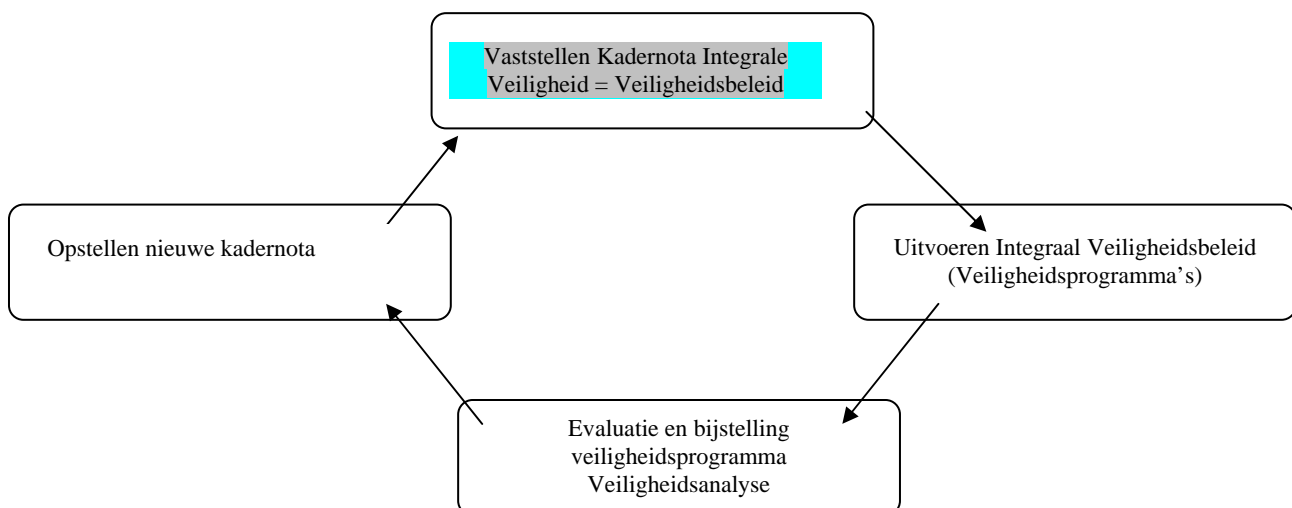 Vaststellen Kadernota Integrale
Veiligheid = Veiligheidsbeleid
Opstellen nieuwe kadernota
Uitvoeren Integraal Veiligheidsbeleid
(Veiligheidsprogramma’s)
Evaluatie en bijstelling
veiligheidsprogramma
Veiligheidsanalyse